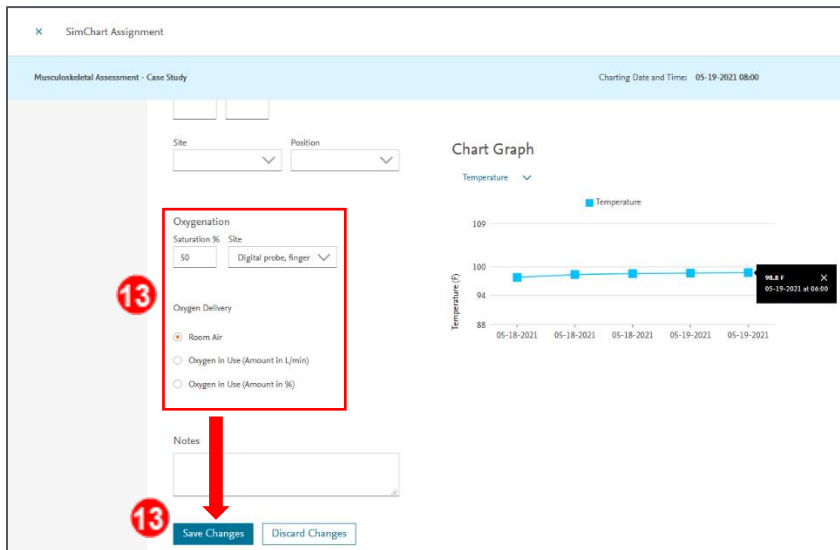 × SimChart Assignment
Musculoskeletal Assessment - Case Study Charting Date and Time: 05-19-2021 08:00
Site Position
Oxygenation
Saturation % Site
50 Digital probe, finger
13
Oxygen Delivery
Room Air
Oxygen in Use (Amount in L/min)
Oxygen in Use (Amount in %)
Notes
13
Save Changes Discard Changes
Chart Graph
Temperature
Temperature
Temperature (F)
109
100
94
88
98.8 F ×
05-19-2021 at 06:00
05-18-2021 05-18-2021 05-18-2021 05-19-2021 05-19-2021